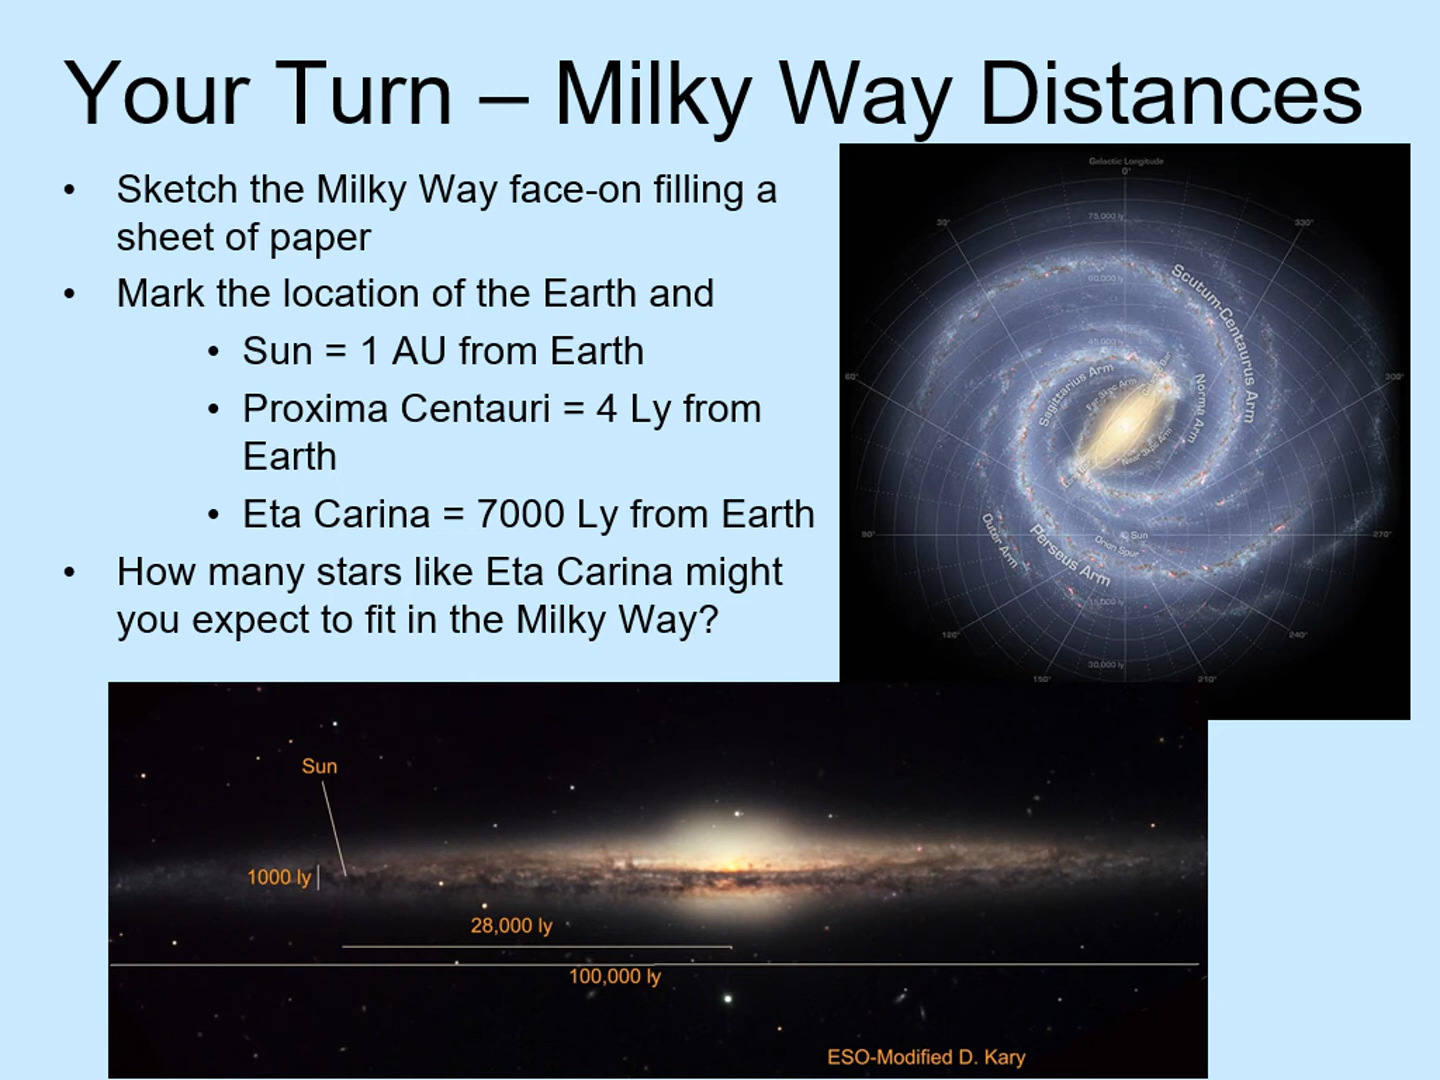 Your Turn – Milky Way Distances
• Sketch the Milky Way face-on filling a
sheet of paper
• Mark the location of the Earth and
• Sun = 1 AU from Earth
• Proxima Centauri = 4 Ly from
Earth
• Eta Carina = 7000 Ly from Earth
• How many stars like Eta Carina might
you expect to fit in the Milky Way?
Galactic Longitude
0°
30°
330°
75,000 ly
60,000 ly
45,000 ly
Scutum-Centaurus Arm
60°
300°
Sagittarius Arm
Norma Arm
Near 3kpc Arm
90°
270°
Sun
Orion Spur
Outer Arm
Perseus Arm
15,000 ly
120°
240°
30,000 ly
150°
210°
Sun
1000 ly
28,000 ly
100,000 ly
ESO-Modified D. Kary